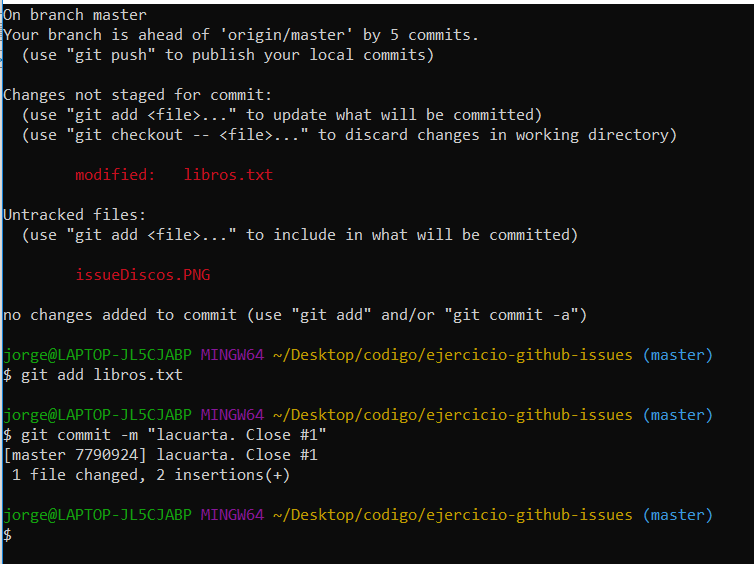 On branch master
Your branch is ahead of 'origin/master' by 5 commits.
  (use "git push" to publish your local commits)
Changes not staged for commit:
  (use "git add <file>..." to update what will be committed)
  (use "git checkout -- <file>..." to discard changes in working directory)
        modified:   libros.txt
Untracked files:
  (use "git add <file>..." to include in what will be committed)
        issueDiscos.PNG
no changes added to commit (use "git add" and/or "git commit -a")
jorge@LAPTOP-JL5CJABP MINGW64 ~/Desktop/codigo/ejercicio-github-issues (master)
$ git add libros.txt
jorge@LAPTOP-JL5CJABP MINGW64 ~/Desktop/codigo/ejercicio-github-issues (master)
$ git commit -m "lacuarta. Close #1"
[master 7790924] lacuarta. Close #1
 1 file changed, 2 insertions(+)
jorge@LAPTOP-JL5CJABP MINGW64 ~/Desktop/codigo/ejercicio-github-issues (master)
$